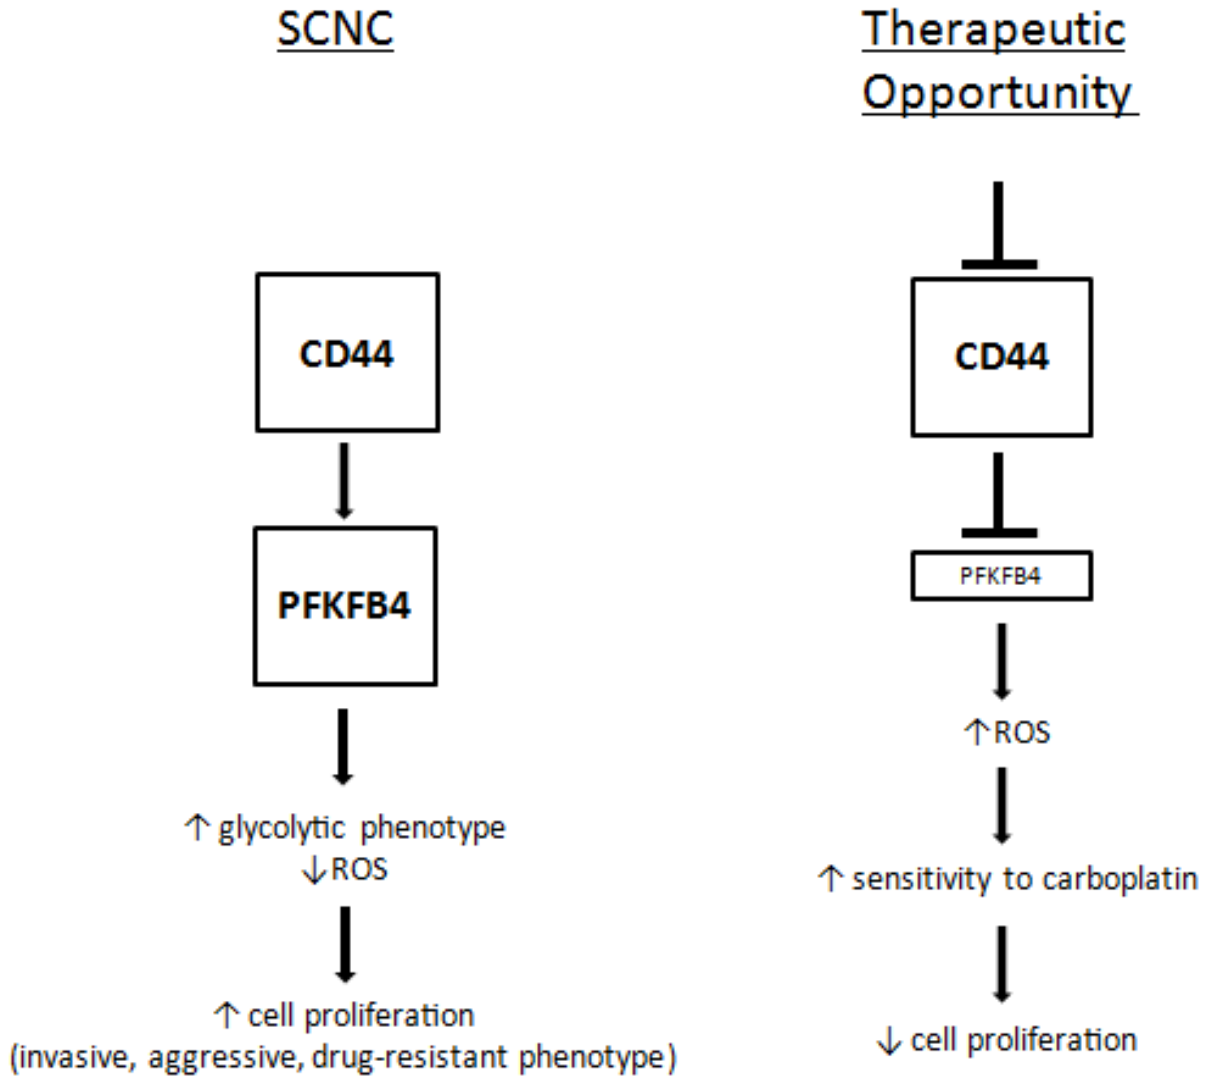 SCNC
CD44
PFKFB4
↑ glycolytic phenotype
↓ROS
↑ cell proliferation
(invasive, aggressive, drug-resistant phenotype)
Therapeutic
Opportunity
CD44
PFKFB4
↑ROS
↑ sensitivity to carboplatin
↓ cell proliferation